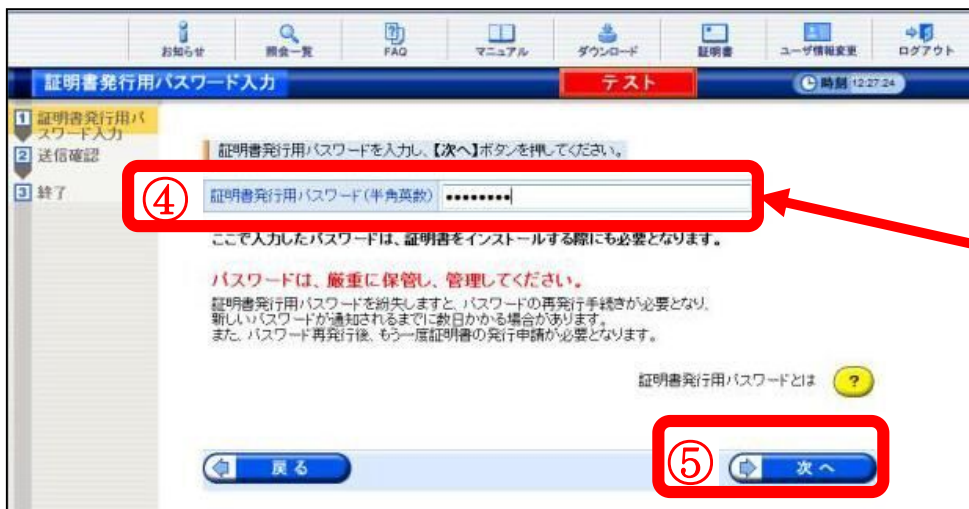 お知らせ 照会一覧 FAQ マニュアル ダウンロード 証明書 ユーザ情報変更 ログアウト
証明書発行用パスワード入力 テスト 時刻 12:27:24
1 証明書発行用パ
スワード入力
2 送信確認
3 終了
証明書発行用パスワードを入力し、【次へ】ボタンを押してください。
④ 証明書発行用パスワード(半角英数) ••••••••
ここで入力したパスワードは、証明書をインストールする際にも必要となります。
パスワードは、厳重に保管し、管理してください。
証明書発行用パスワードを紛失しますと、パスワードの再発行手続きが必要となり、
新しいパスワードが通知されるまでに数日かかる場合があります。
また、パスワード再発行後、もう一度証明書の発行申請が必要となります。
証明書発行用パスワードとは ?
戻る ⑤ 次へ